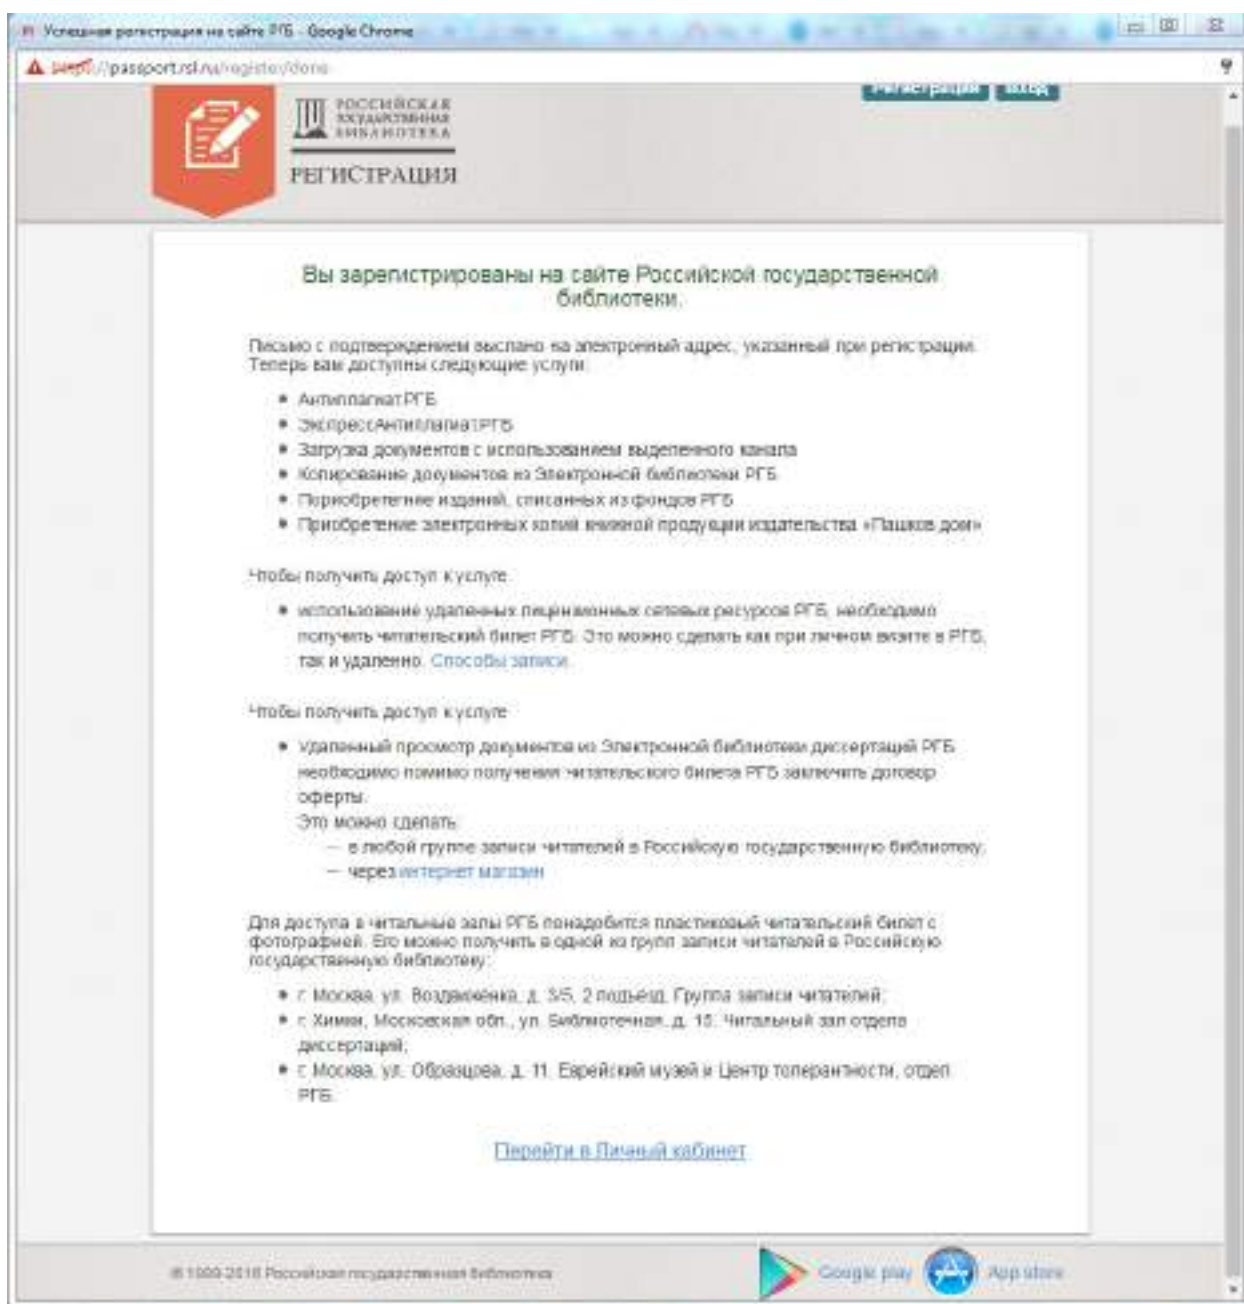 Успешная регистрация на сайте РГБ - Google Chrome
https://passport.rsl.ru/register/done
Регистрация Вход
РОССИЙСКАЯ
ГОСУДАРСТВЕННАЯ
БИБЛИОТЕКА
РЕГИСТРАЦИЯ
Вы зарегистрированы на сайте Российской государственной
библиотеки.
Письмо с подтверждением выслано на электронный адрес, указанный при регистрации.
Теперь вам доступны следующие услуги:
Антиплагиат.РГБ
ЭкспрессАнтиплагиат.РГБ
Загрузка документов с использованием выделенного канала
Копирование документов из Электронной библиотеки РГБ
Пориобретение изданий, списанных из фондов РГБ
Приобретение электронных копий книжной продукции издательства «Пашков дом»
Чтобы получить доступ к услуге
использование удаленных лицензионных сетевых ресурсов РГБ, необходимо
получить читательский билет РГБ. Это можно сделать как при личном визите в РГБ,
так и удаленно. Способы записи.
Чтобы получить доступ к услуге
Удаленный просмотр документов из Электронной библиотеки диссертаций РГБ
необходимо помимо получения читательского билета РГБ заключить договор
оферты.
Это можно сделать:
— в любой группе записи читателей в Российскую государственную библиотеку;
— через интернет магазин
Для доступа в читальные залы РГБ понадобится пластиковый читательский билет с
фотографией. Его можно получить в одной из групп записи читателей в Российскую
государственную библиотеку:
г. Москва, ул. Воздвиженка, д. 3/5, 2 подъезд. Группа записи читателей;
г. Химки, Московская обл., ул. Библиотечная, д. 15. Читальный зал отдела
диссертаций;
г. Москва, ул. Образцова, д. 11. Еврейский музей и Центр толерантности, отдел
РГБ.
Перейти в Личный кабинет
© 1999-2016 Российская государственная библиотека
Google play App store